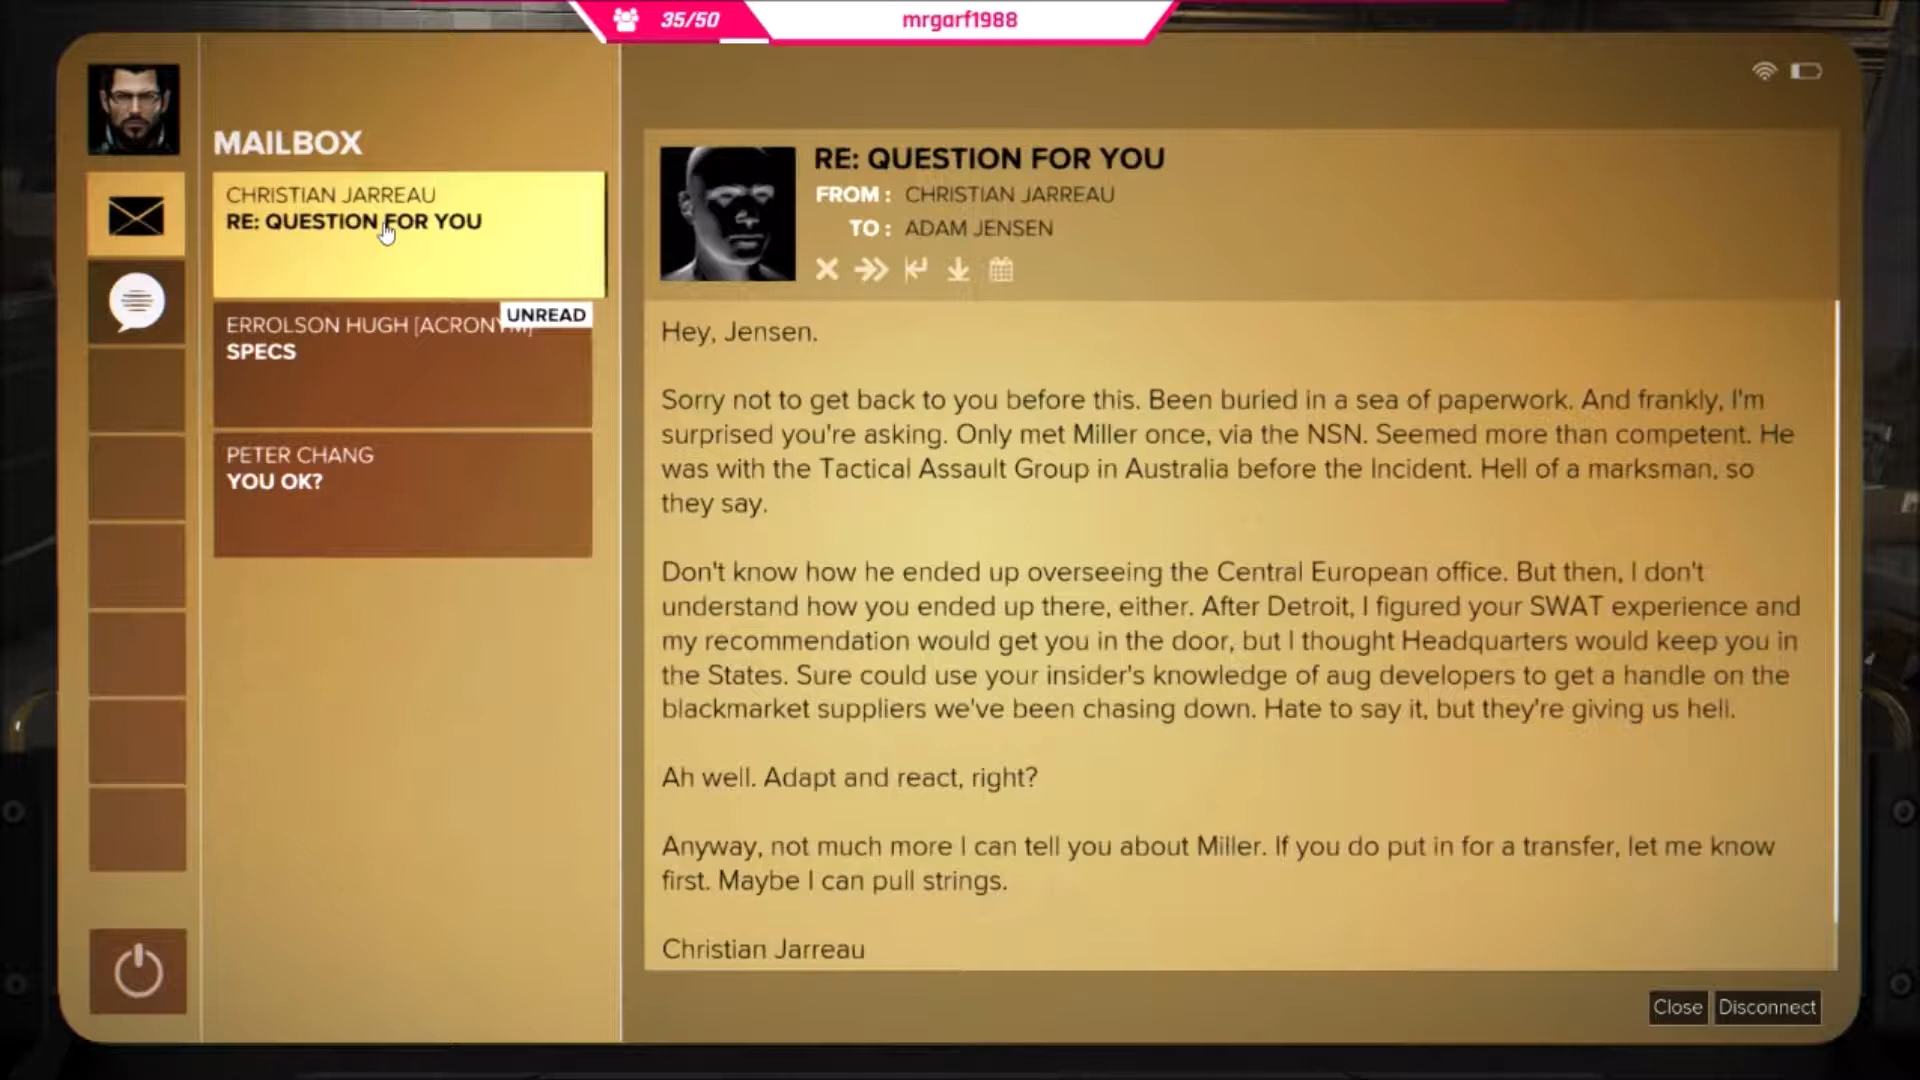 35/50
mrgarf1988
MAILBOX
CHRISTIAN JARREAU
RE: QUESTION FOR YOU
UNREAD
ERROLSON HUGH [ACRONYM]
SPECS
PETER CHANG
YOU OK?
RE: QUESTION FOR YOU
FROM : CHRISTIAN JARREAU
TO : ADAM JENSEN
Hey, Jensen.
Sorry not to get back to you before this. Been buried in a sea of paperwork. And frankly, I'm
surprised you're asking. Only met Miller once, via the NSN. Seemed more than competent. He
was with the Tactical Assault Group in Australia before the Incident. Hell of a marksman, so
they say.
Don't know how he ended up overseeing the Central European office. But then, I don't
understand how you ended up there, either. After Detroit, I figured your SWAT experience and
my recommendation would get you in the door, but I thought Headquarters would keep you in
the States. Sure could use your insider's knowledge of aug developers to get a handle on the
blackmarket suppliers we've been chasing down. Hate to say it, but they're giving us hell.
Ah well. Adapt and react, right?
Anyway, not much more I can tell you about Miller. If you do put in for a transfer, let me know
first. Maybe I can pull strings.
Christian Jarreau
Close
Disconnect